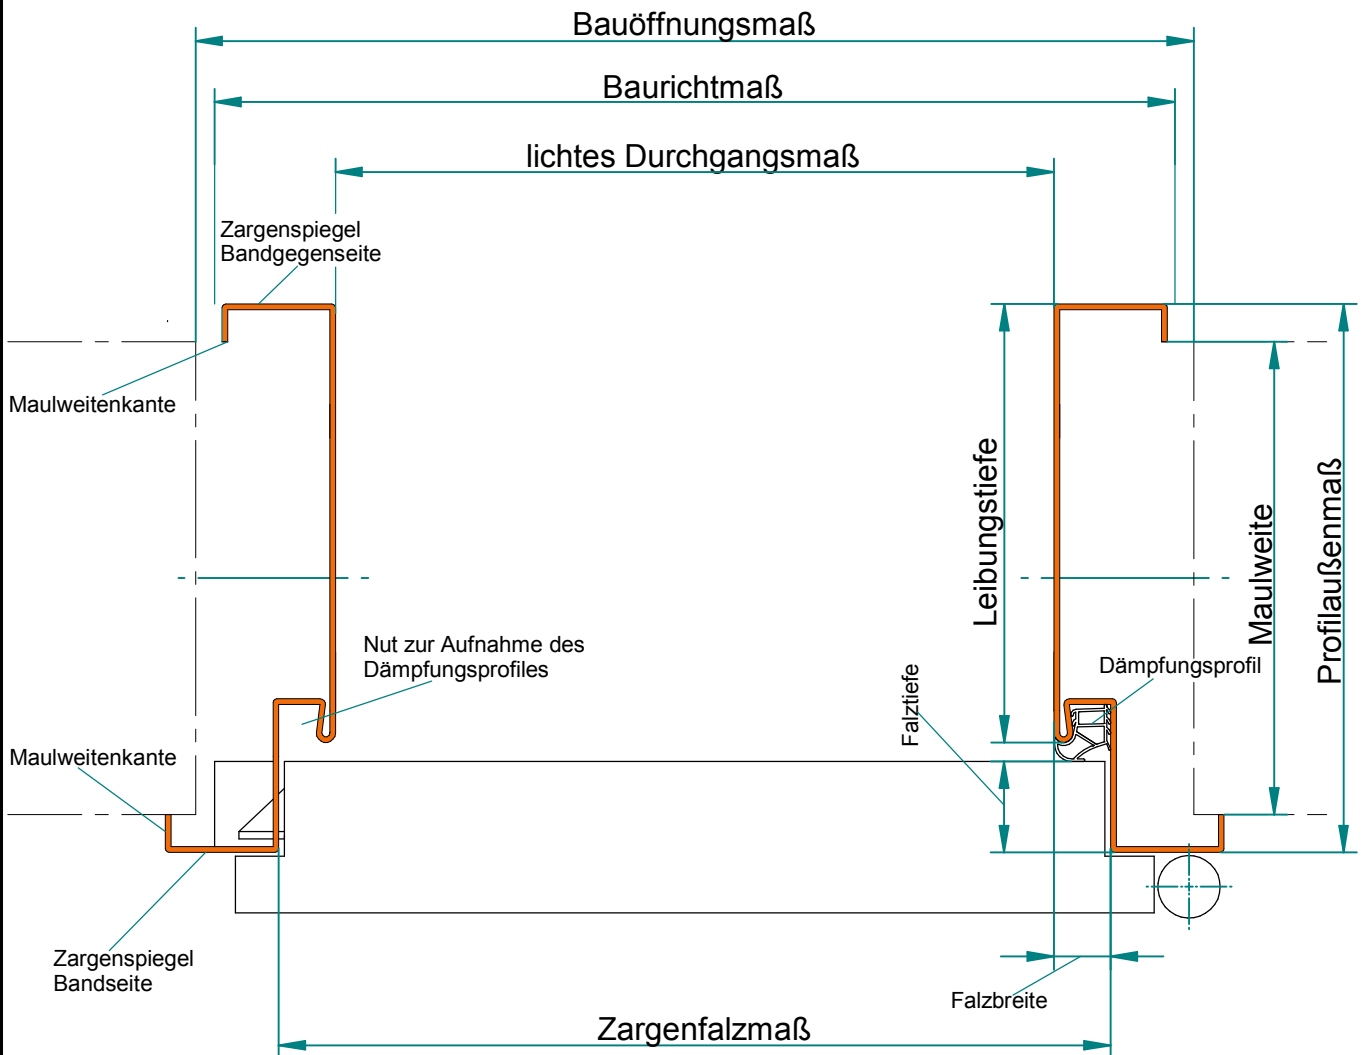 Bauöffnungsmaß
Baurichtmaß
lichtes Durchgangsmaß
Zargenspiegel
Bandgegenseite
Maulweitenkante
Leibungstiefe
Maulweite
Profilaußenmaß
Nut zur Aufnahme des
Dämpfungsprofiles
Dämpfungsprofil
Falztiefe
Maulweitenkante
Zargenspiegel
Bandseite
Falzbreite
Zargenfalzmaß